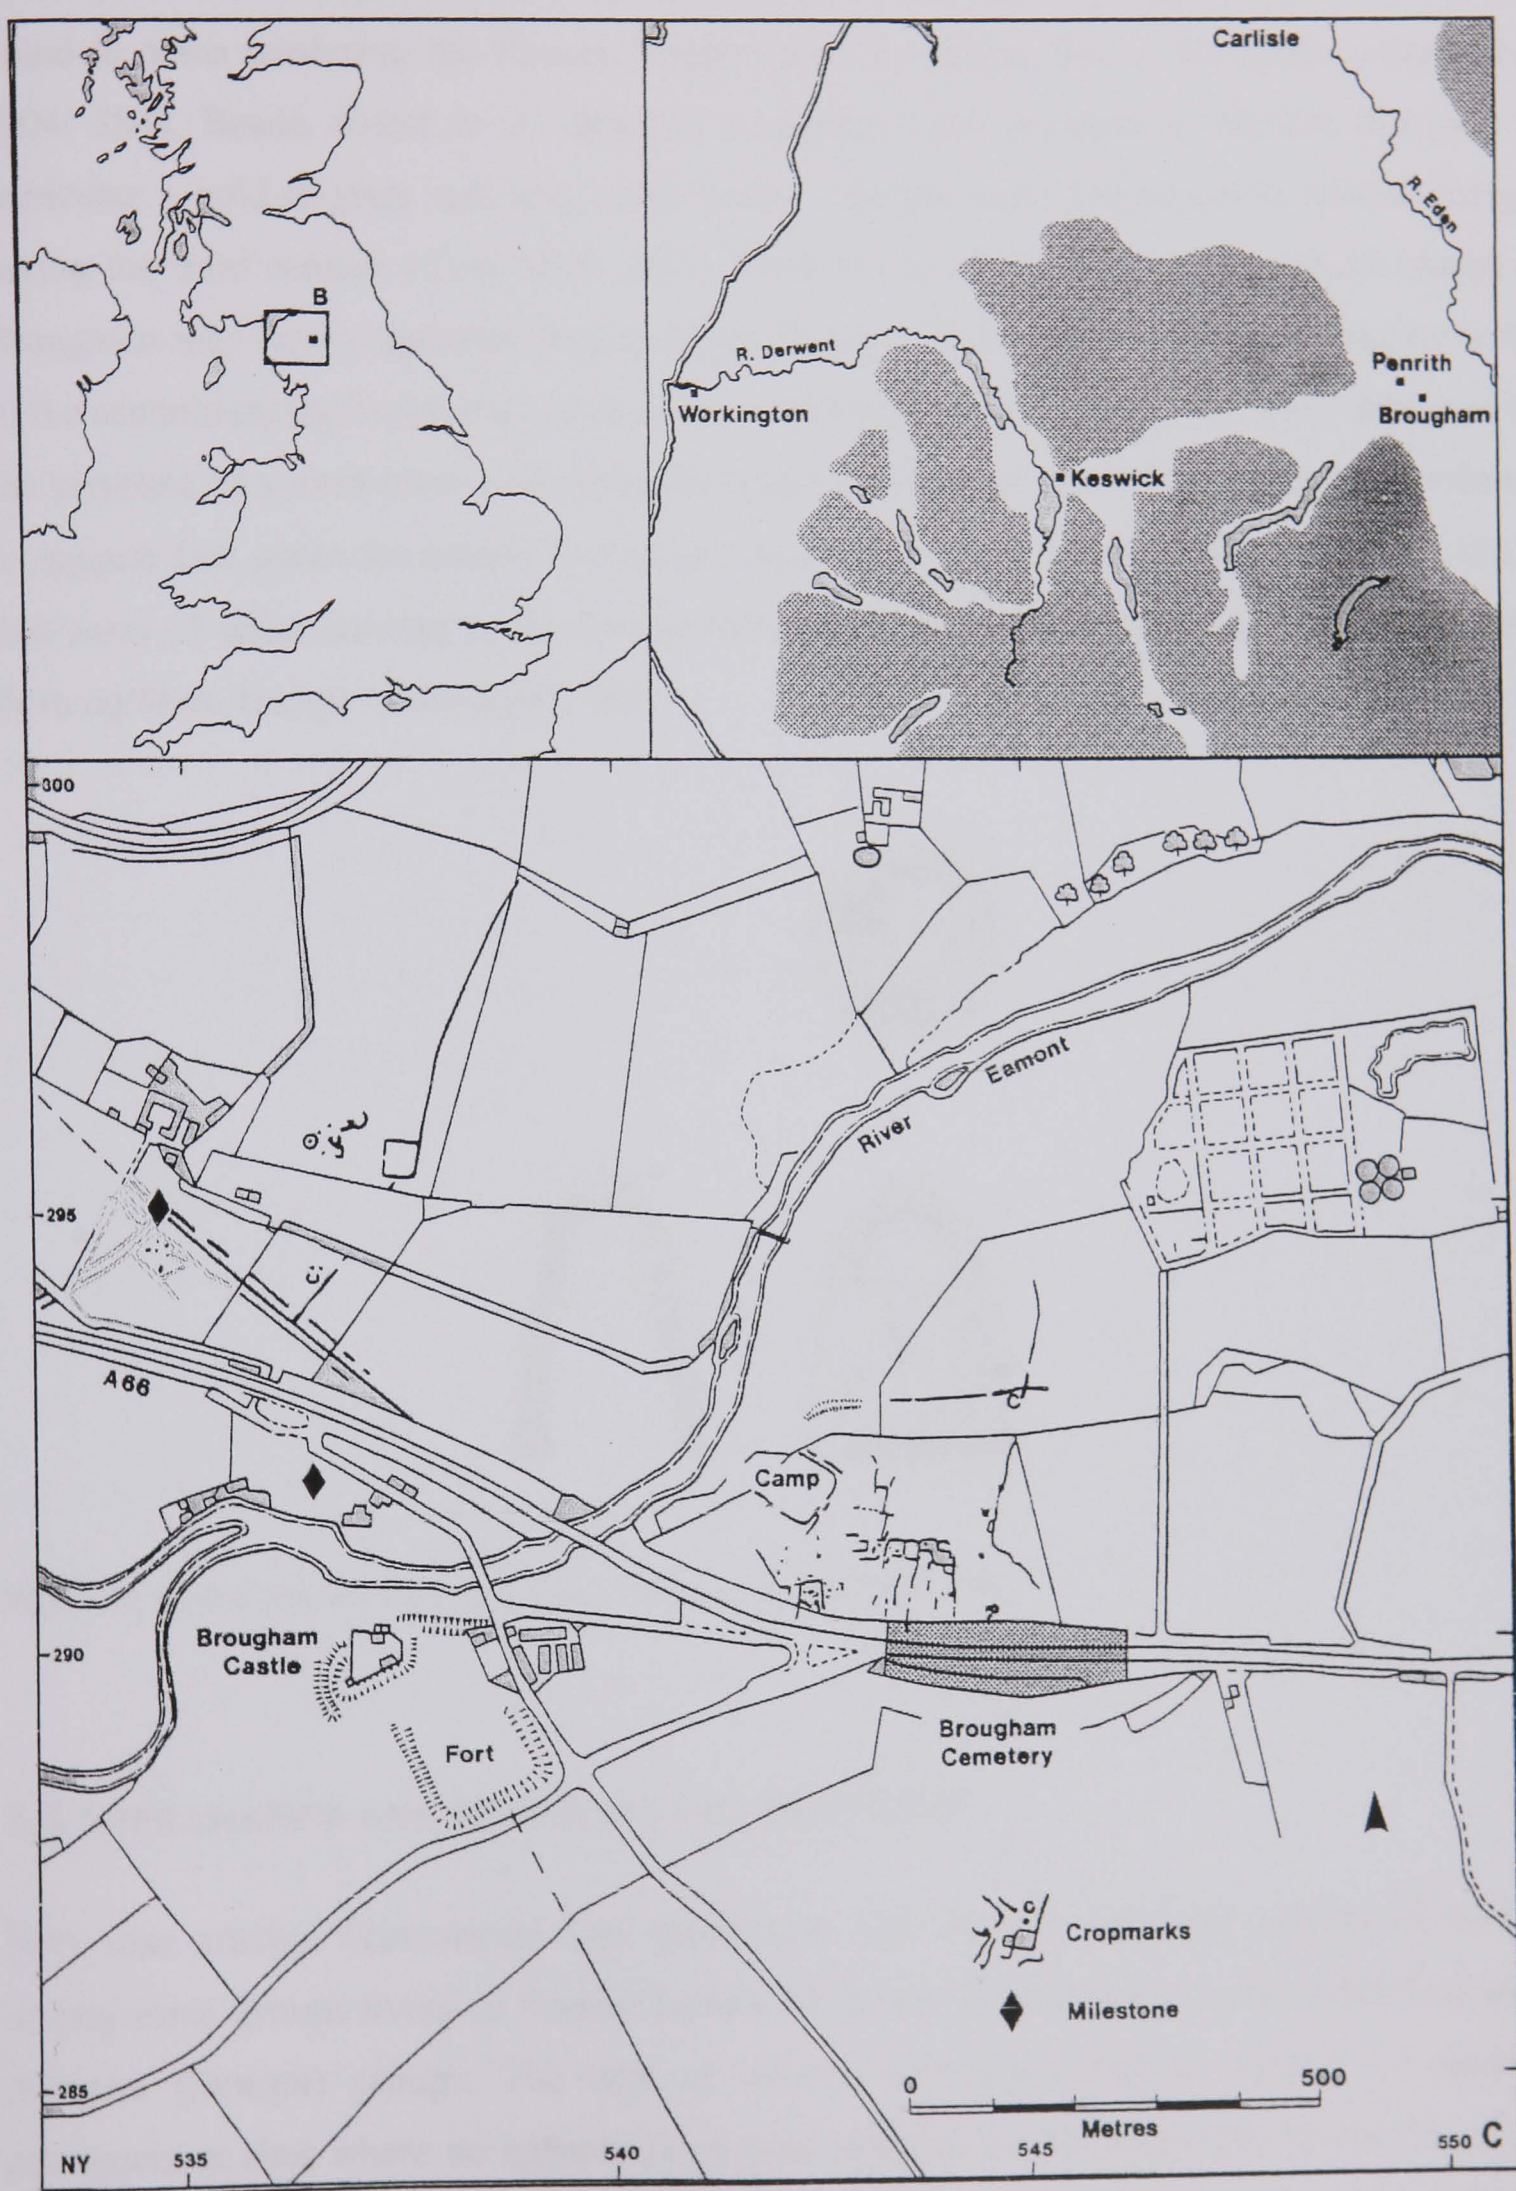 B
Carlisle
R. Eden
R. Derwent
Penrith
Workington
Brougham
Keswick
300
River Eamont
295
C
A66
C
Camp
Brougham
Castle
290
Brougham
Cemetery
Fort
C
Cropmarks
Milestone
285
0
500
Metres
NY
535
540
545
550
C